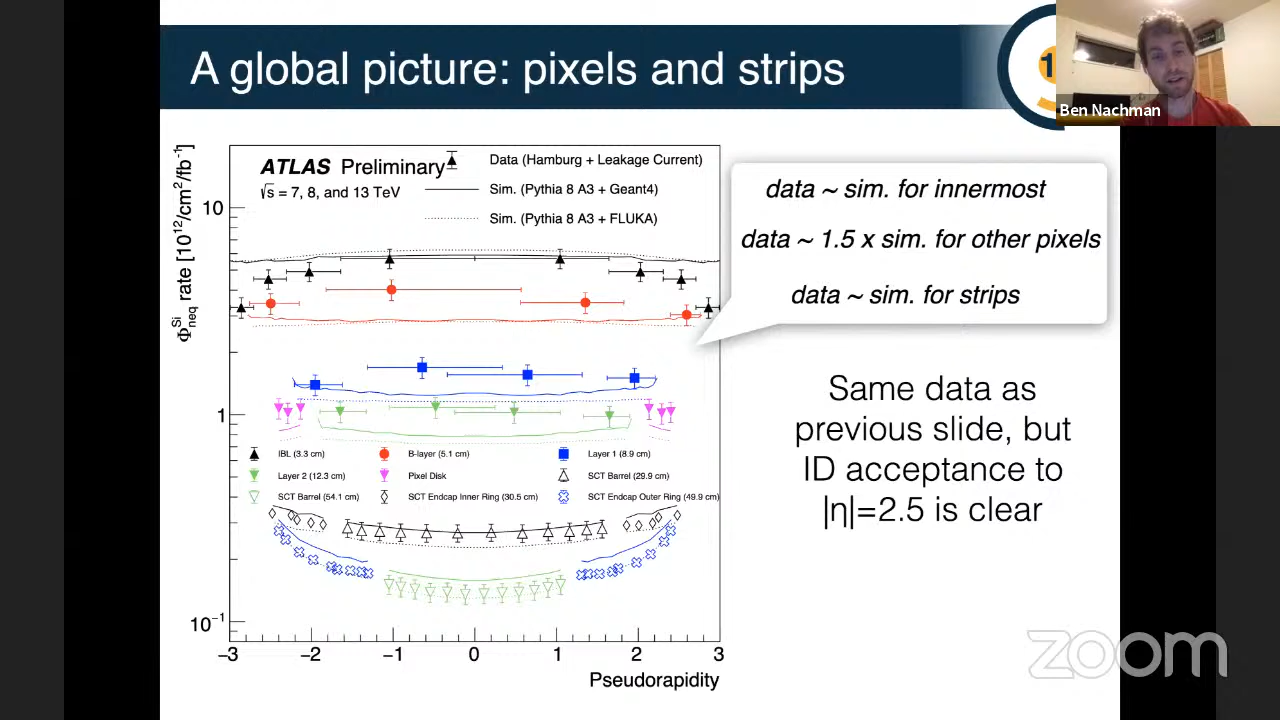 A global picture: pixels and strips
1
Ben Nachman
ATLAS Preliminary
√s = 7, 8, and 13 TeV
Data (Hamburg + Leakage Current)
Sim. (Pythia 8 A3 + Geant4)
Sim. (Pythia 8 A3 + FLUKA)
Φ^Si_neq rate [10^12/cm^2/fb^-1]
10
1
10^−1
IBL (3.3 cm) B-layer (5.1 cm) Layer 1 (8.9 cm)
Layer 2 (12.3 cm) Pixel Disk SCT Barrel (29.9 cm)
SCT Barrel (54.1 cm) SCT Endcap Inner Ring (30.5 cm) SCT Endcap Outer Ring (49.9 cm)
−3 −2 −1 0 1 2 3
Pseudorapidity
data ~ sim. for innermost
data ~ 1.5 x sim. for other pixels
data ~ sim. for strips
Same data as
previous slide, but
ID acceptance to
|η|=2.5 is clear
zoom